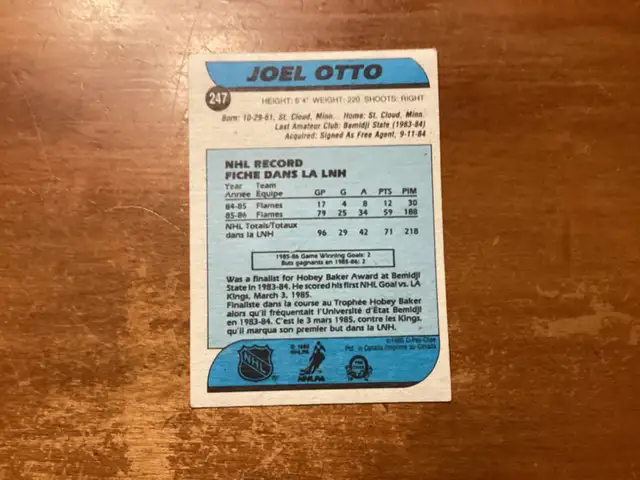 JOEL OTTO
247
HEIGHT: 6'4" WEIGHT: 220 SHOOTS: RIGHT
Born: 10-29-61, St. Cloud, Minn. Home: St. Cloud, Minn.
Last Amateur Club: Bemidji State (1983-84)
Acquired: Signed As Free Agent, 9-11-84
NHL RECORD
FICHE DANS LA LNH
Year Team
Année Equipe GP G A PTS PIM
84-85 Flames 17 4 8 12 30
85-86 Flames 79 25 34 59 188
NHL Totals/Totaux
dans la LNH 96 29 42 71 218
1985-86 Game Winning Goals: 2
Buts gagnants en 1985-86: 2
Was a finalist for Hobey Baker Award at Bemidji
State in 1983-84. He scored his first NHL Goal vs. LA
Kings, March 3, 1985.
Finaliste dans la course au Trophée Hobey Baker
alors qu'il fréquentait l'Université d'État Bemidji
en 1983-84. C'est le 3 mars 1985, contre les Kings,
qu'il marqua son premier but dans la LNH.
© 1986 O-Pee-Chee
Ptd. in Canada/Imprimé au Canada
NHL
© 1986
NHLPA
NHLPA